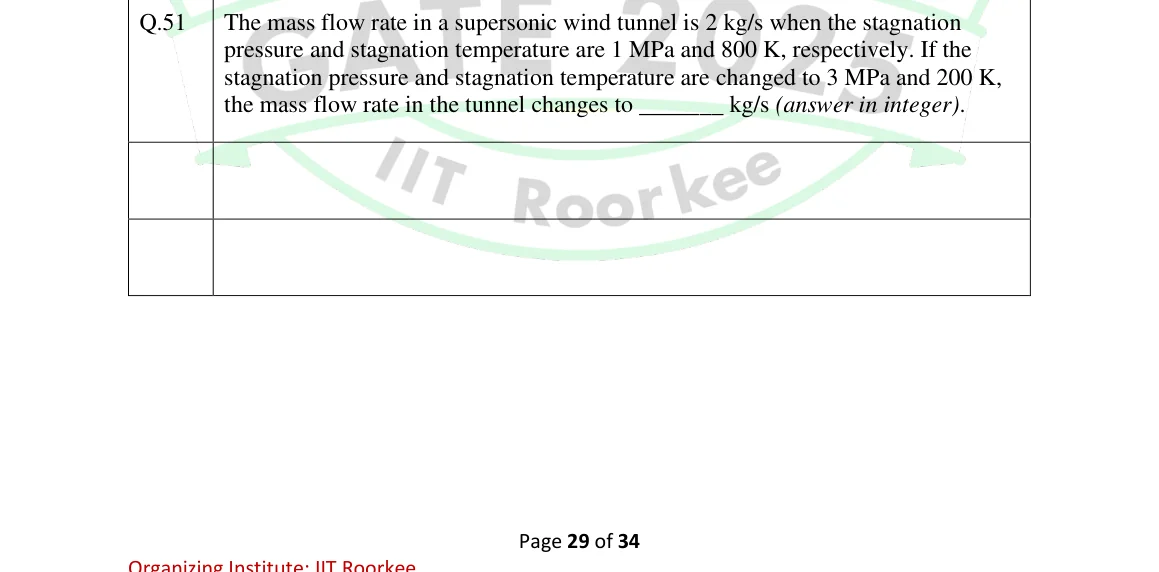 GATE 2025
Q.51 The mass flow rate in a supersonic wind tunnel is 2 kg/s when the stagnation
pressure and stagnation temperature are 1 MPa and 800 K, respectively. If the
stagnation pressure and stagnation temperature are changed to 3 MPa and 200 K,
the mass flow rate in the tunnel changes to _______ kg/s (answer in integer).
IIT Roorkee
Page 29 of 34
Organizing Institute: IIT Roorkee